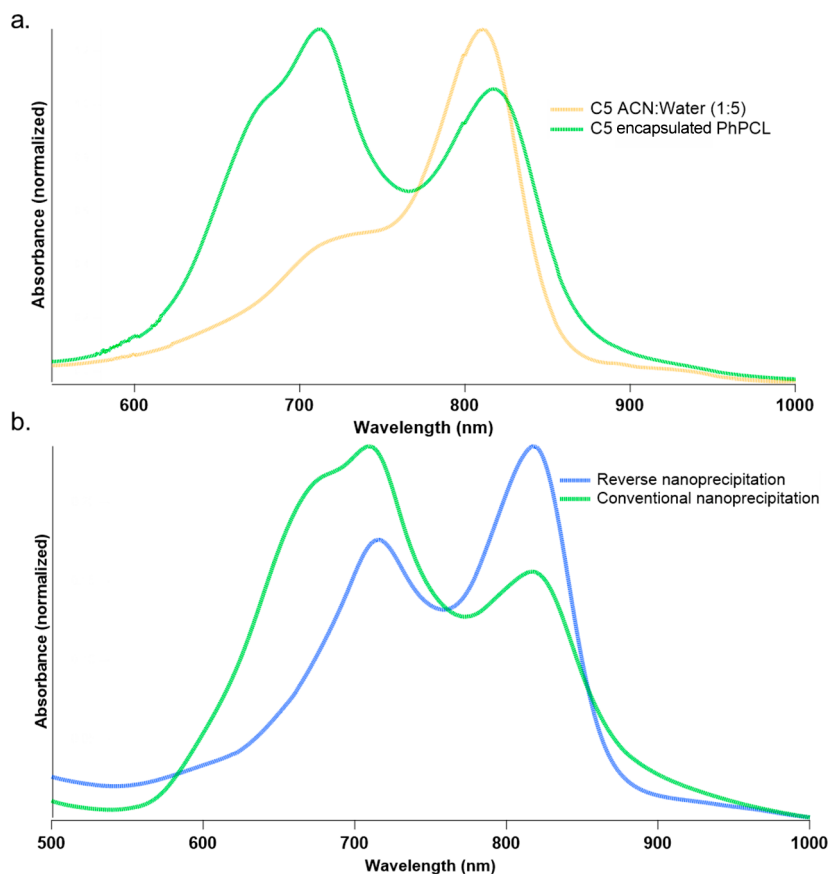 a.
Absorbance (normalized)
C5 ACN:Water (1:5)
C5 encapsulated PhPCL
600 700 800 900 1000
Wavelength (nm)
b.
Absorbance (normalized)
Reverse nanoprecipitation
Conventional nanoprecipitation
500 600 700 800 900 1000
Wavelength (nm)